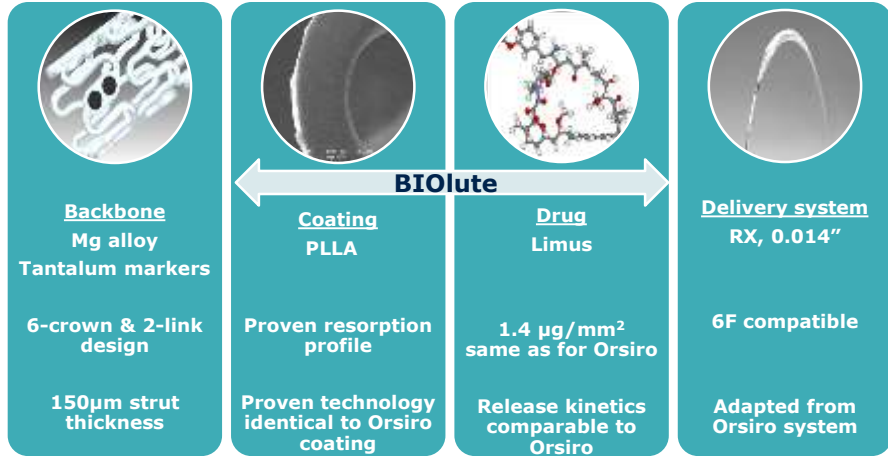 BIOlute
Backbone
Mg alloy
Tantalum markers
6-crown & 2-link
design
150µm strut
thickness
Coating
PLLA
Proven resorption
profile
Proven technology
identical to Orsiro
coating
Drug
Limus
1.4 µg/mm²
same as for Orsiro
Release kinetics
comparable to
Orsiro
Delivery system
RX, 0.014”
6F compatible
Adapted from
Orsiro system